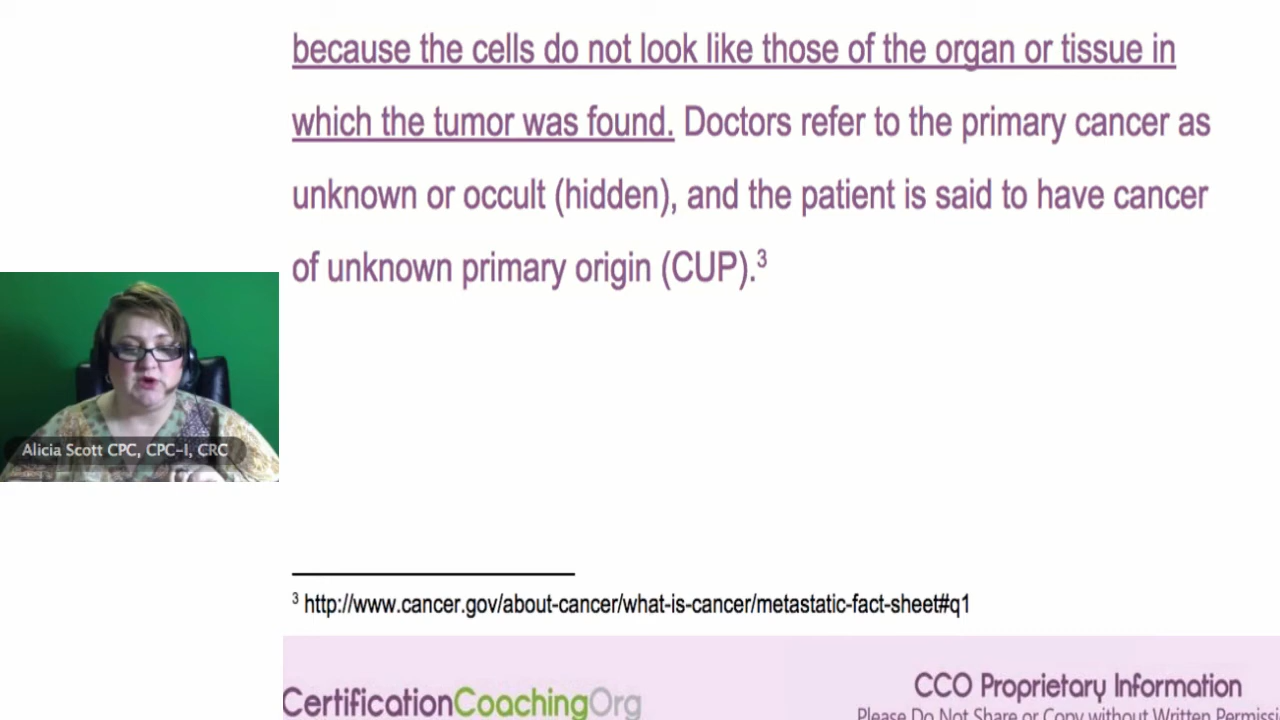 because the cells do not look like those of the organ or tissue in
which the tumor was found. Doctors refer to the primary cancer as
unknown or occult (hidden), and the patient is said to have cancer
of unknown primary origin (CUP).³
Alicia Scott CPC, CPC-I, CRC
³ http://www.cancer.gov/about-cancer/what-is-cancer/metastatic-fact-sheet#q1
CertificationCoachingOrg
CCO Proprietary Information
Please Do Not Share or Copy without Written Permissi